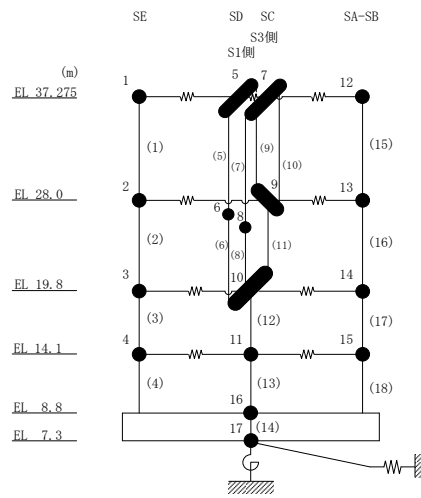 SE SD SC SA-SB
S3側
S1側
(m)
EL 37.275 1 5 7 12
(1) (5) (7) (9) (10) (15)
EL 28.0 2 9 13
6 8
(2) (6) (8) (11) (16)
EL 19.8 3 10 14
(3) (12) (17)
EL 14.1 4 11 15
(4) (13) (18)
EL 8.8 16
EL 7.3 17 (14)